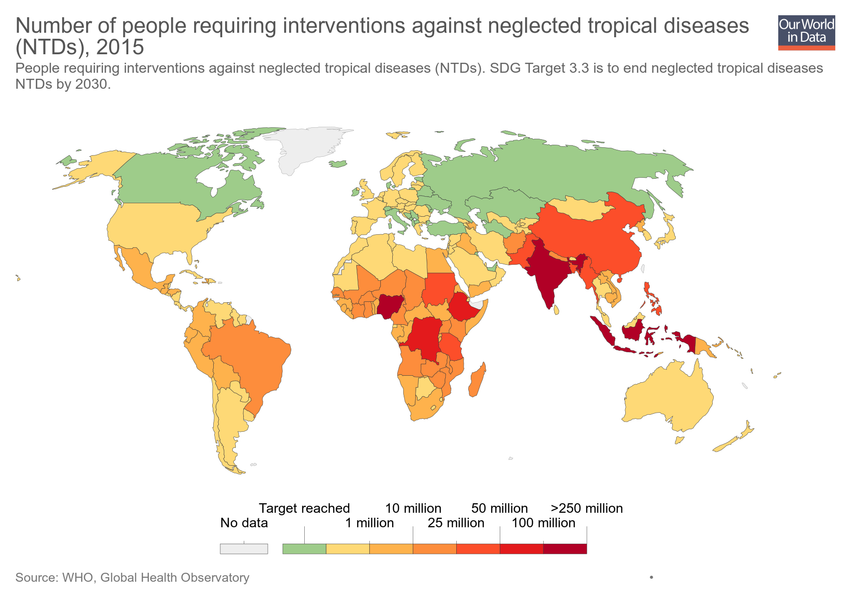 Number of people requiring interventions against neglected tropical diseases
(NTDs), 2015
Our World
in Data
People requiring interventions against neglected tropical diseases (NTDs). SDG Target 3.3 is to end neglected tropical diseases
NTDs by 2030.
Target reached 10 million 50 million >250 million
No data 1 million 25 million 100 million
Source: WHO, Global Health Observatory